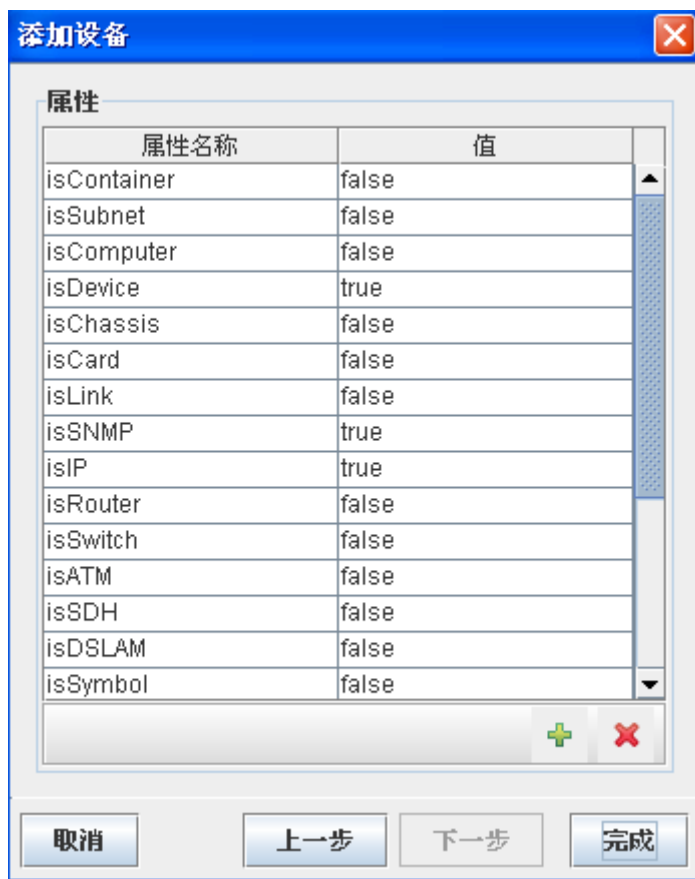 添加设备
属性
属性名称 值
isContainer false
isSubnet false
isComputer false
isDevice true
isChassis false
isCard false
isLink false
isSNMP true
isIP true
isRouter false
isSwitch false
isATM false
isSDH false
isDSLAM false
isSymbol false
取消 上一步 下一步 完成